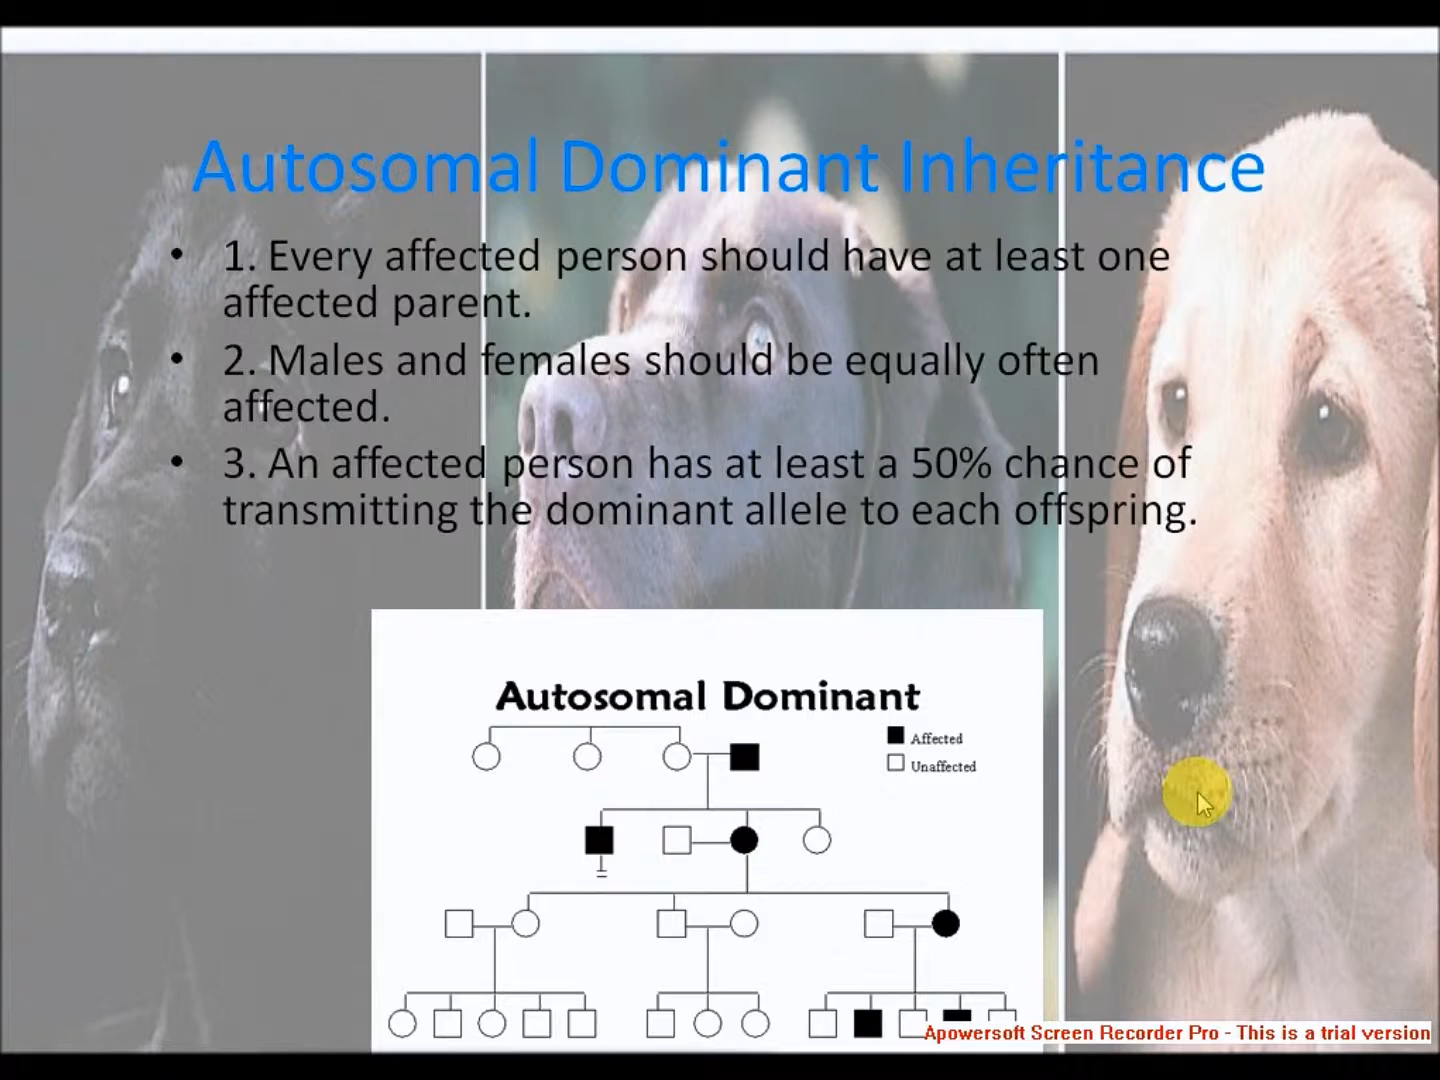 Autosomal Dominant Inheritance
• 1. Every affected person should have at least one
affected parent.
• 2. Males and females should be equally often
affected.
• 3. An affected person has at least a 50% chance of
transmitting the dominant allele to each offspring.
Autosomal Dominant
Affected
Unaffected
Apowersoft Screen Recorder Pro - This is a trial version